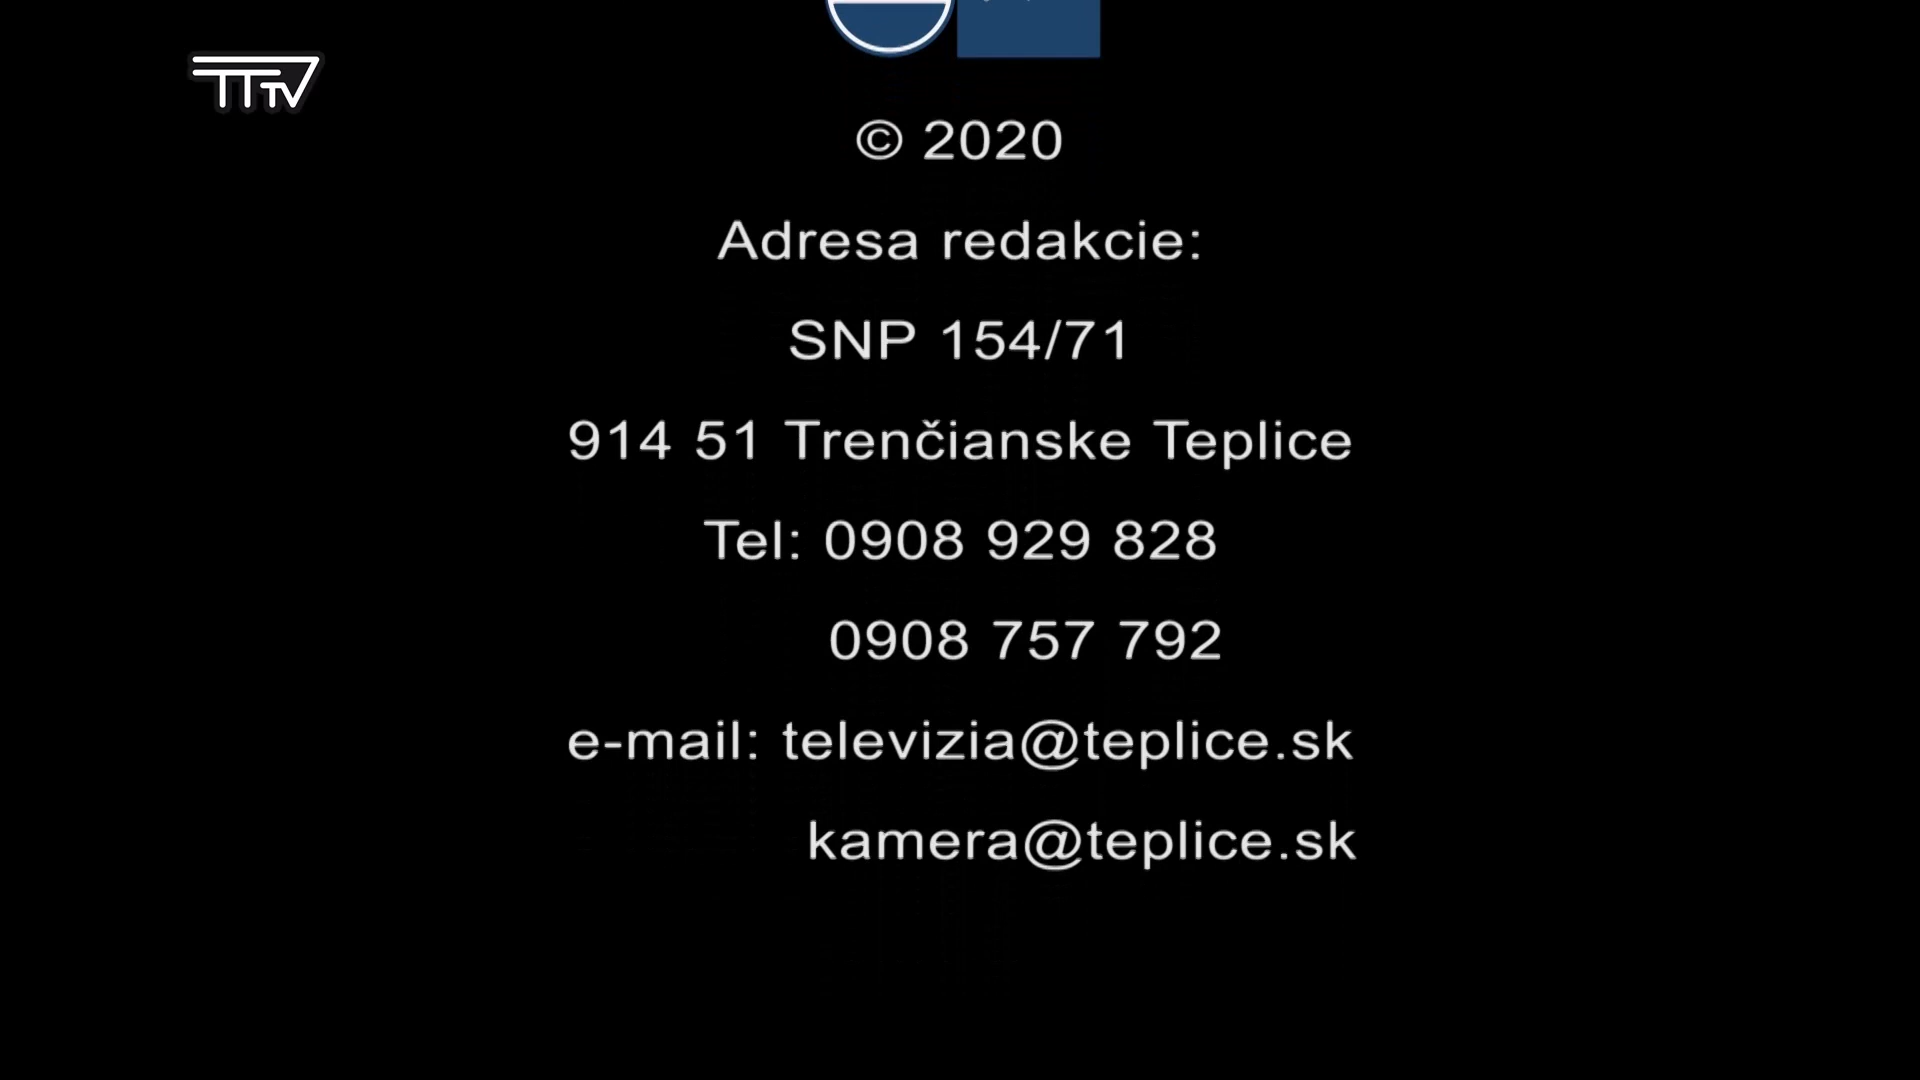 TTTV
© 2020
Adresa redakcie:
SNP 154/71
914 51 Trenčianske Teplice
Tel: 0908 929 828
0908 757 792
e-mail: televizia@teplice.sk
kamera@teplice.sk